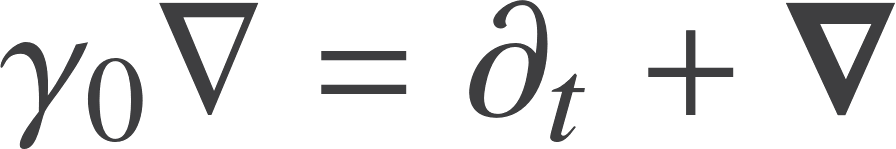 γ₀∇ = ∂ₜ + 𝛁